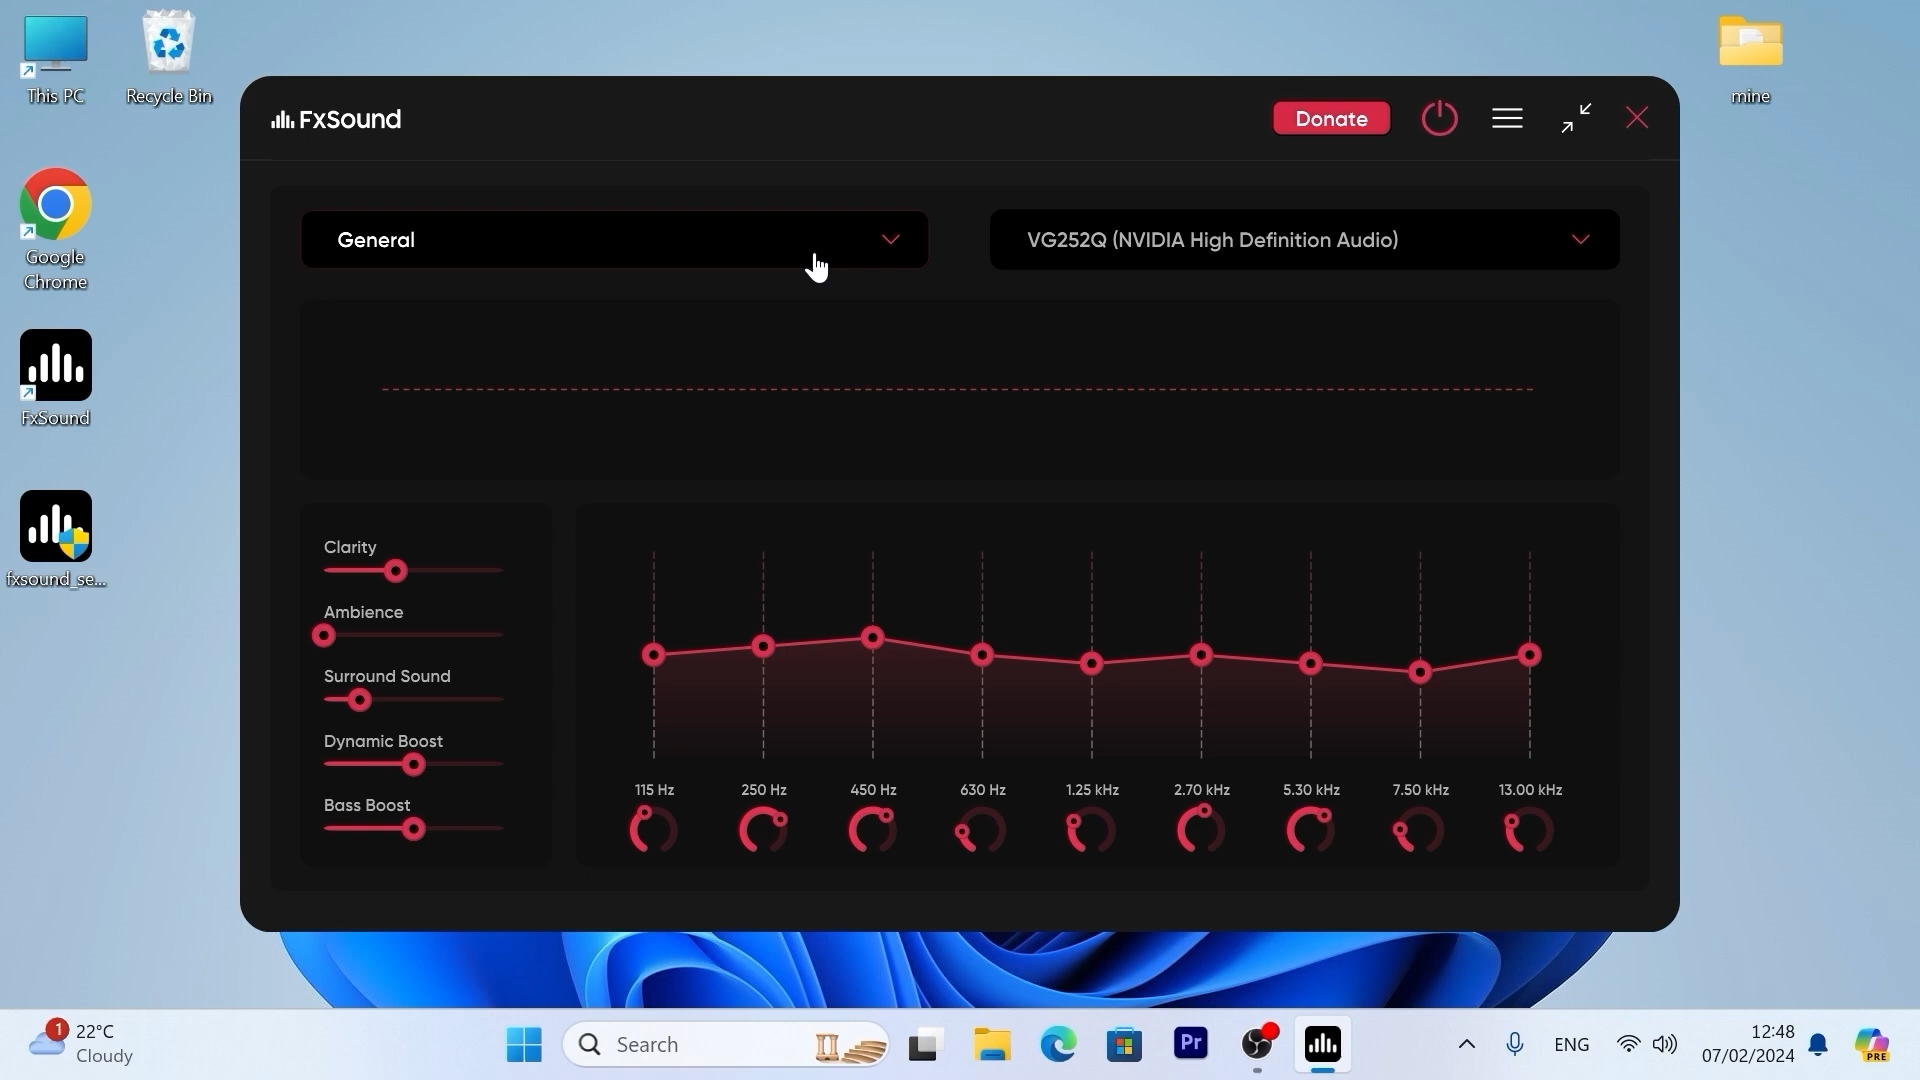 This PC
Recycle Bin
mine
FxSound
Donate
Google
Chrome
General
VG252Q (NVIDIA High Definition Audio)
FxSound
fxsound_se...
Clarity
Ambience
Surround Sound
Dynamic Boost
Bass Boost
115 Hz
250 Hz
450 Hz
630 Hz
1.25 kHz
2.70 kHz
5.30 kHz
7.50 kHz
13.00 kHz
1
22°C
Cloudy
Search
Pr
ENG
12:48
07/02/2024
PRE